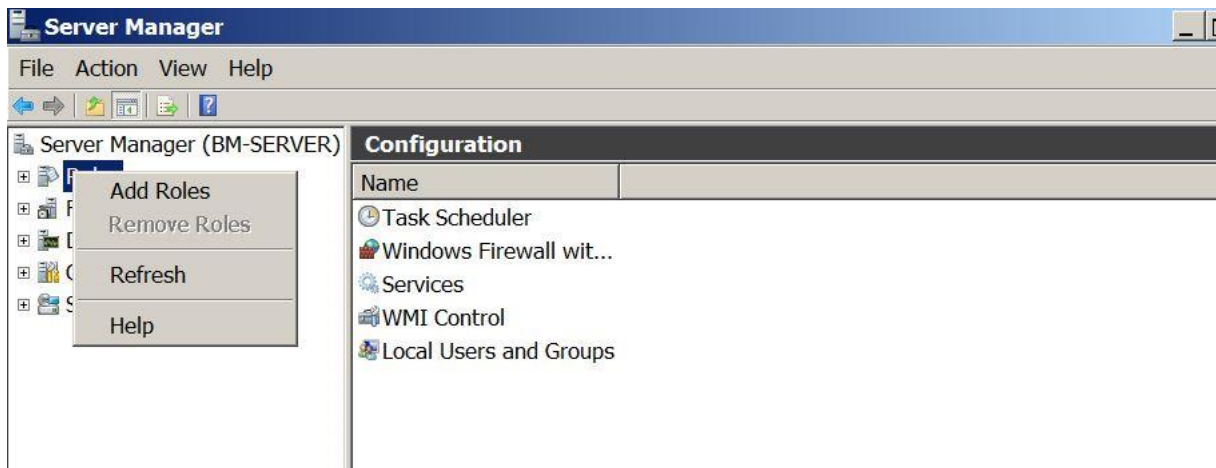 Server Manager
File Action View Help
Server Manager (BM-SERVER)
Add Roles
Remove Roles
Refresh
Help
Configuration
Name
Task Scheduler
Windows Firewall wit...
Services
WMI Control
Local Users and Groups